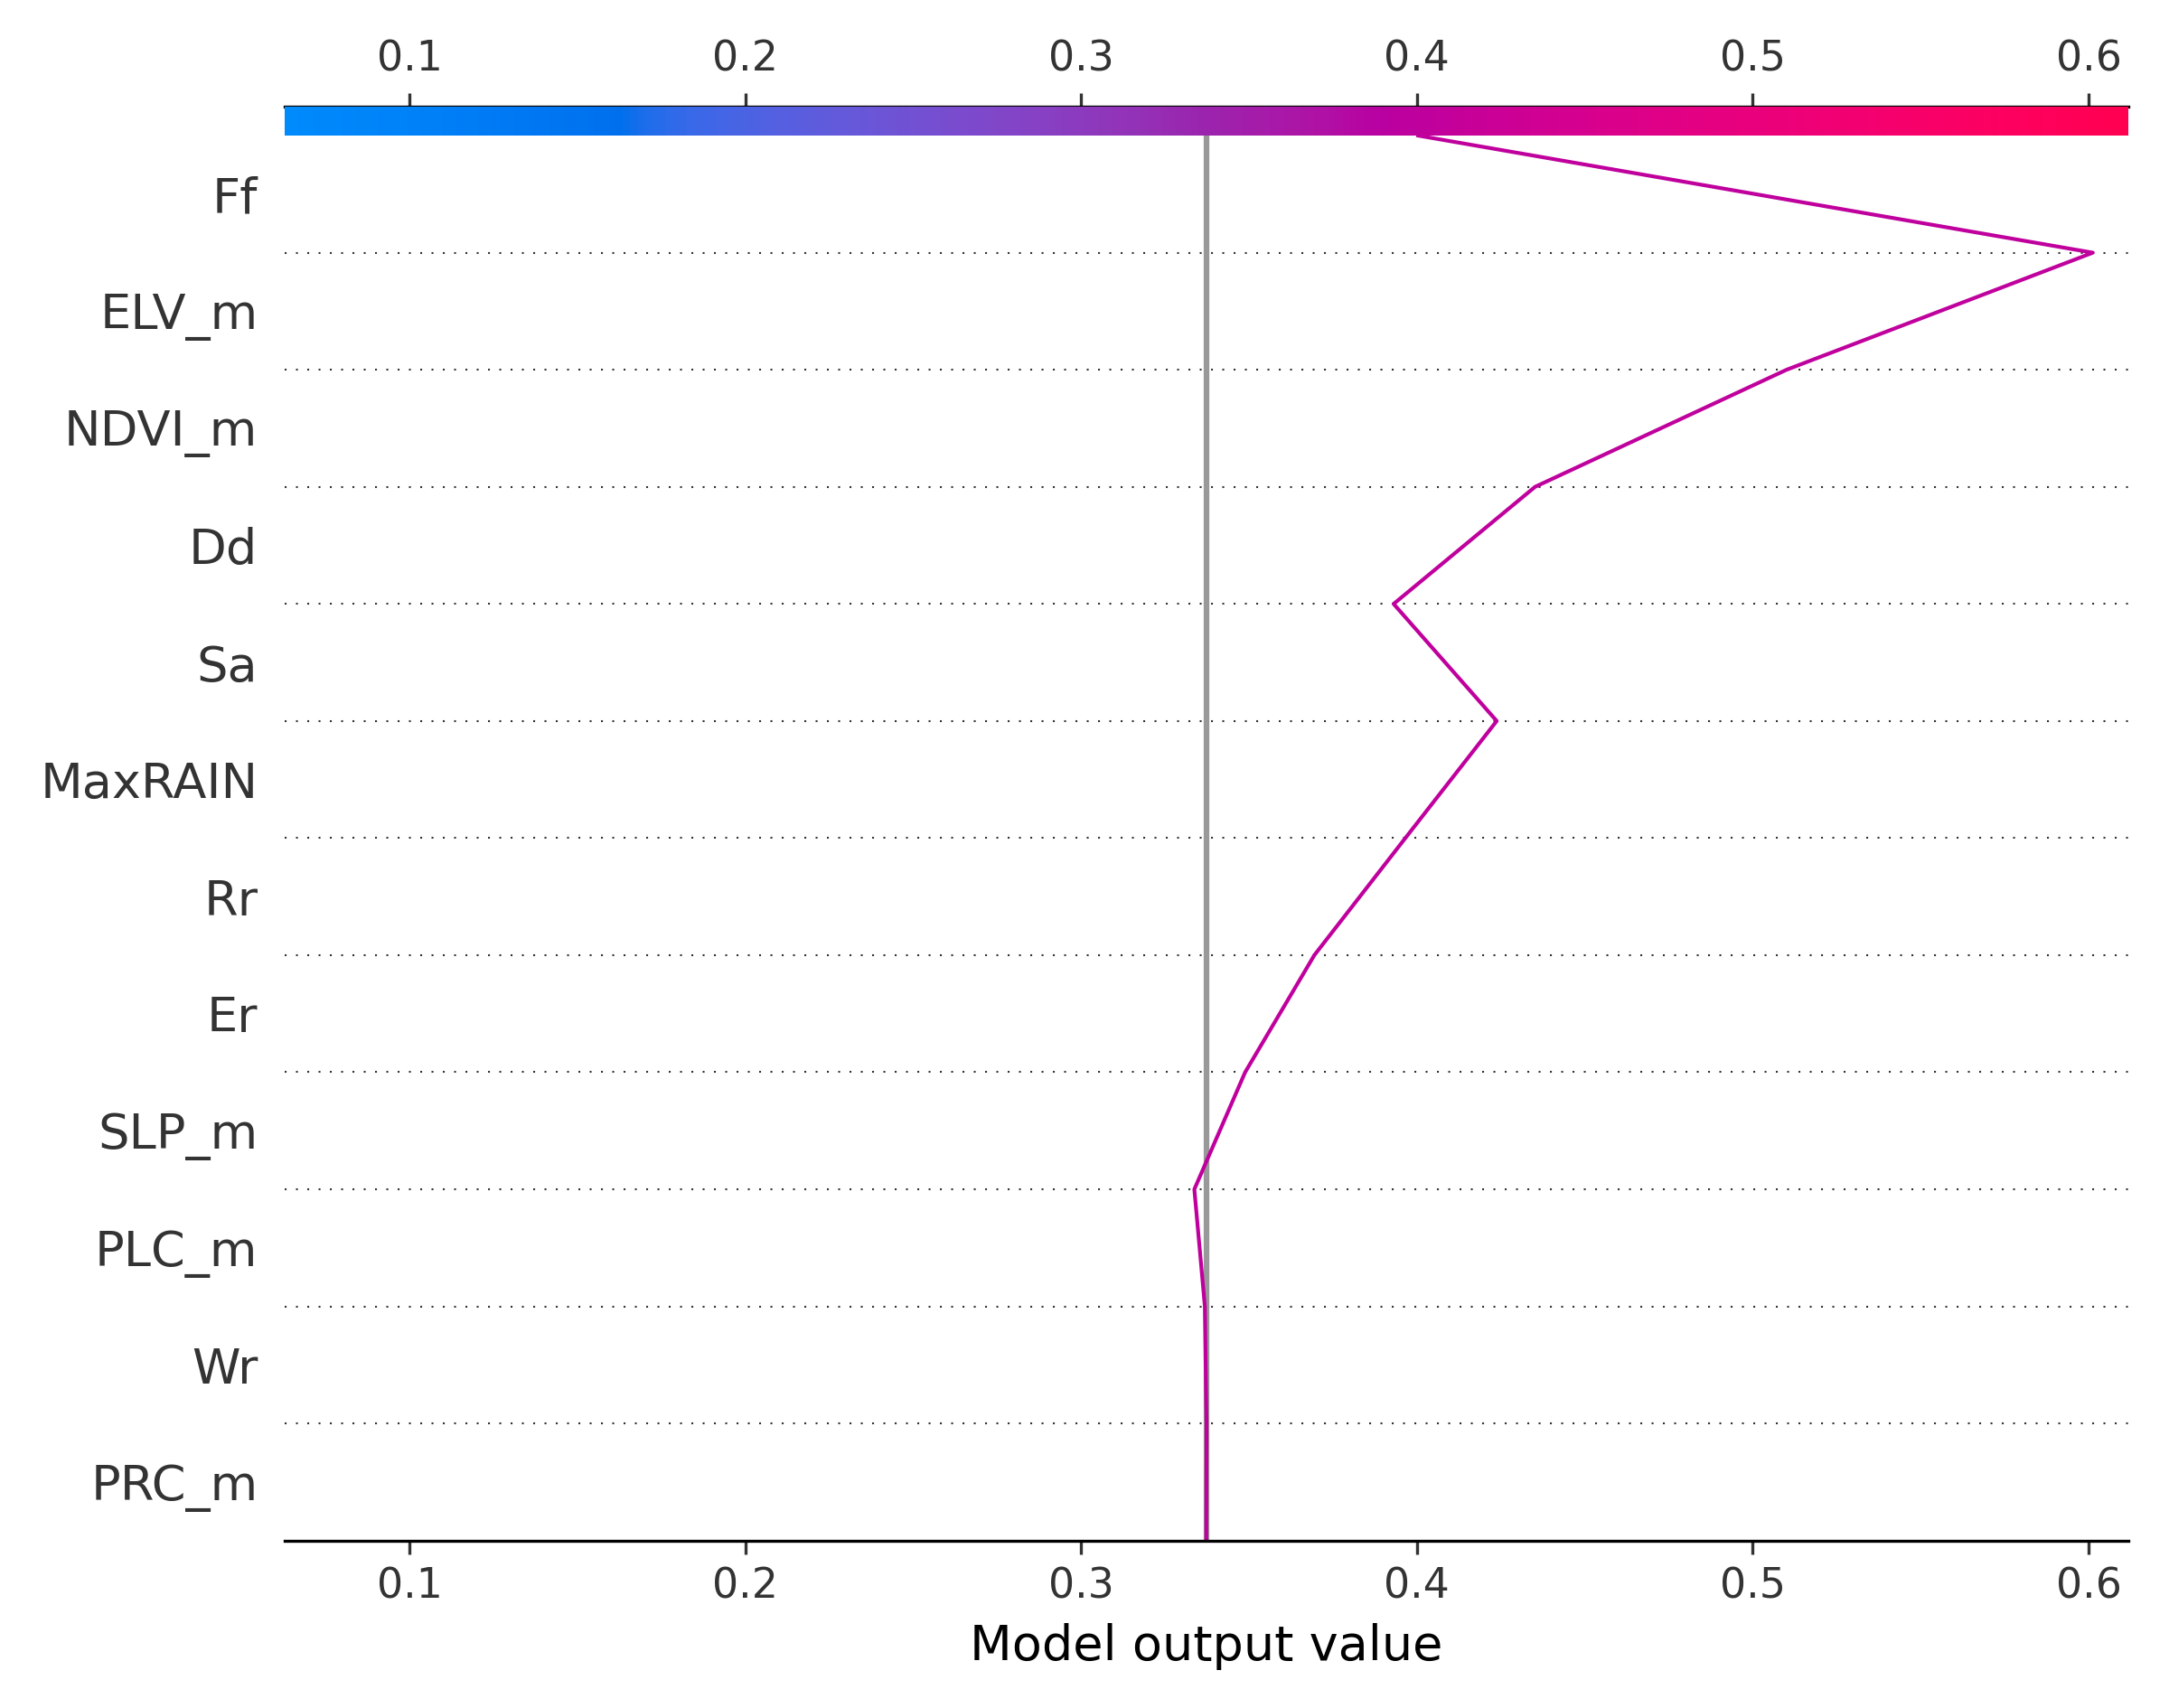 0.1 0.2 0.3 0.4 0.5 0.6
Ff
ELV_m
NDVI_m
Dd
Sa
MaxRAIN
Rr
Er
SLP_m
PLC_m
Wr
PRC_m
0.1 0.2 0.3 0.4 0.5 0.6
Model output value